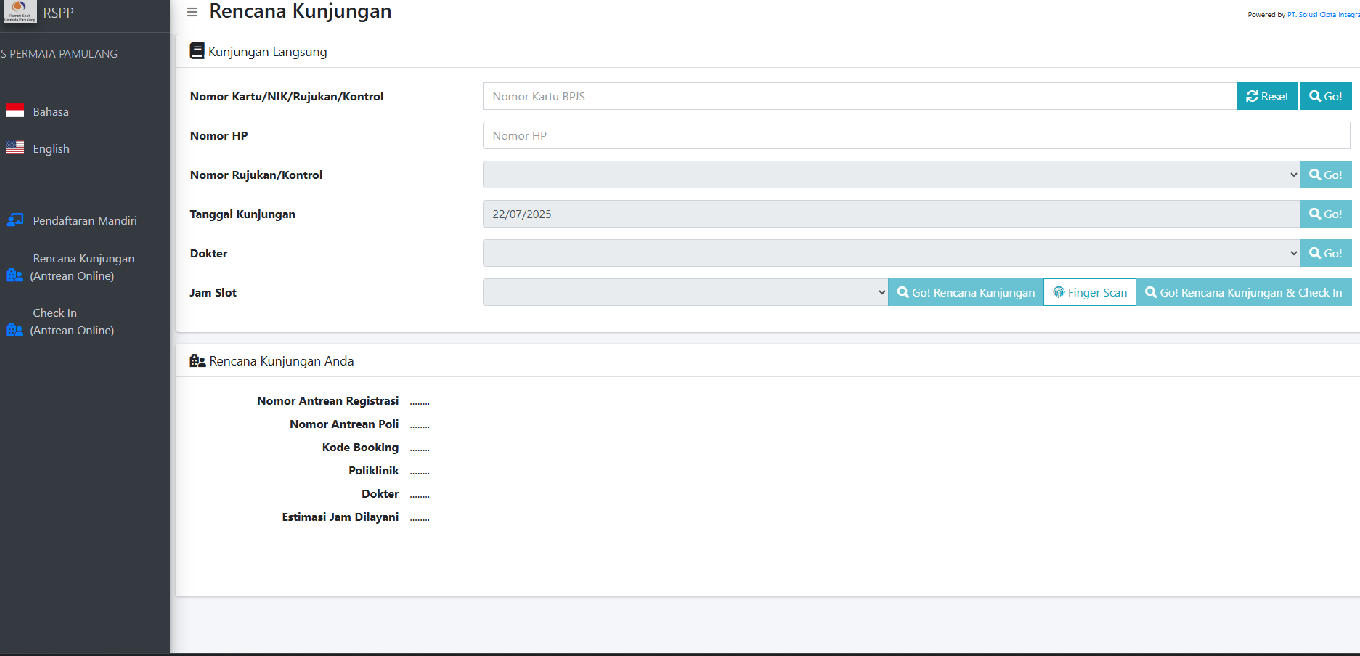 RSPP
Rencana Kunjungan
Powered by PT. Solusi Cipta Integra
S PERMATA PAMULANG
Kunjungan Langsung
Bahasa
English
Pendaftaran Mandiri
Rencana Kunjungan
(Antrean Online)
Check In
(Antrean Online)
Nomor Kartu/NIK/Rujukan/Kontrol
Nomor Kartu BPJS
Reset
Go!
Nomor HP
Nomor HP
Nomor Rujukan/Kontrol
Go!
Tanggal Kunjungan
22/07/2025
Go!
Dokter
Go!
Jam Slot
Go! Rencana Kunjungan
Finger Scan
Go! Rencana Kunjungan & Check In
Rencana Kunjungan Anda
Nomor Antrean Registrasi ........
Nomor Antrean Poli ........
Kode Booking ........
Poliklinik ........
Dokter ........
Estimasi Jam Dilayani ........